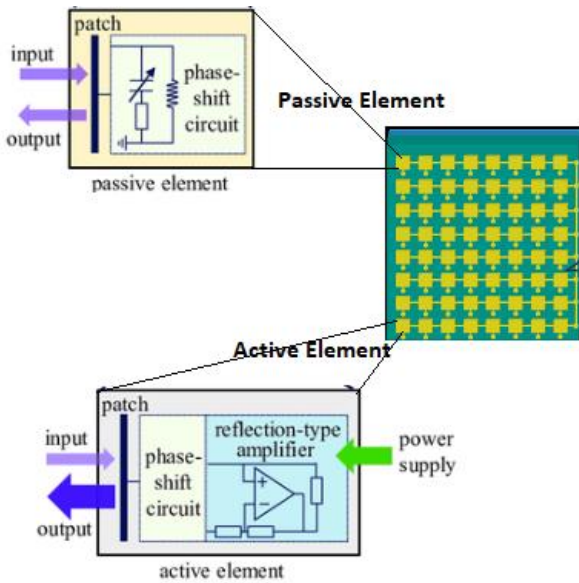 patch
input
output
phase-
shift
circuit
passive element
Passive Element
Active Element
patch
input
output
phase-
shift
circuit
reflection-type
amplifier
+
−
power
supply
active element